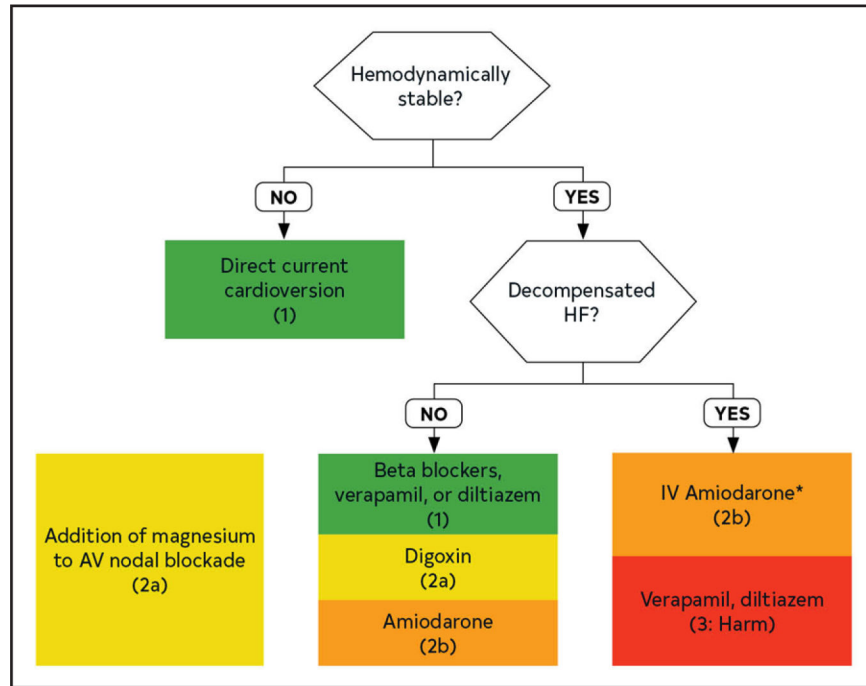 Hemodynamically
stable?
NO
YES
Direct current
cardioversion
(1)
Decompensated
HF?
NO
YES
Addition of magnesium
to AV nodal blockade
(2a)
Beta blockers,
verapamil, or diltiazem
(1)
Digoxin
(2a)
Amiodarone
(2b)
IV Amiodarone*
(2b)
Verapamil, diltiazem
(3: Harm)